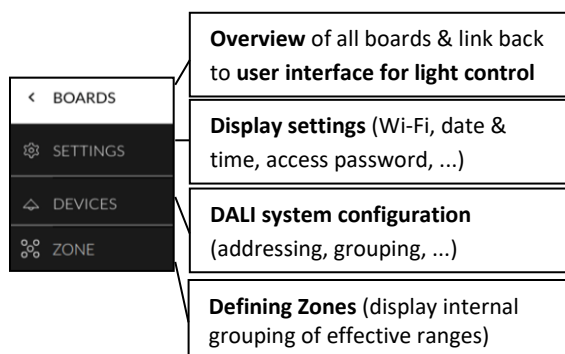 Overview of all boards & link back
to user interface for light control
< BOARDS
Display settings (Wi-Fi, date &
time, access password, ...)
SETTINGS
DEVICES
DALI system configuration
(addressing, grouping, ...)
ZONE
Defining Zones (display internal
grouping of effective ranges)